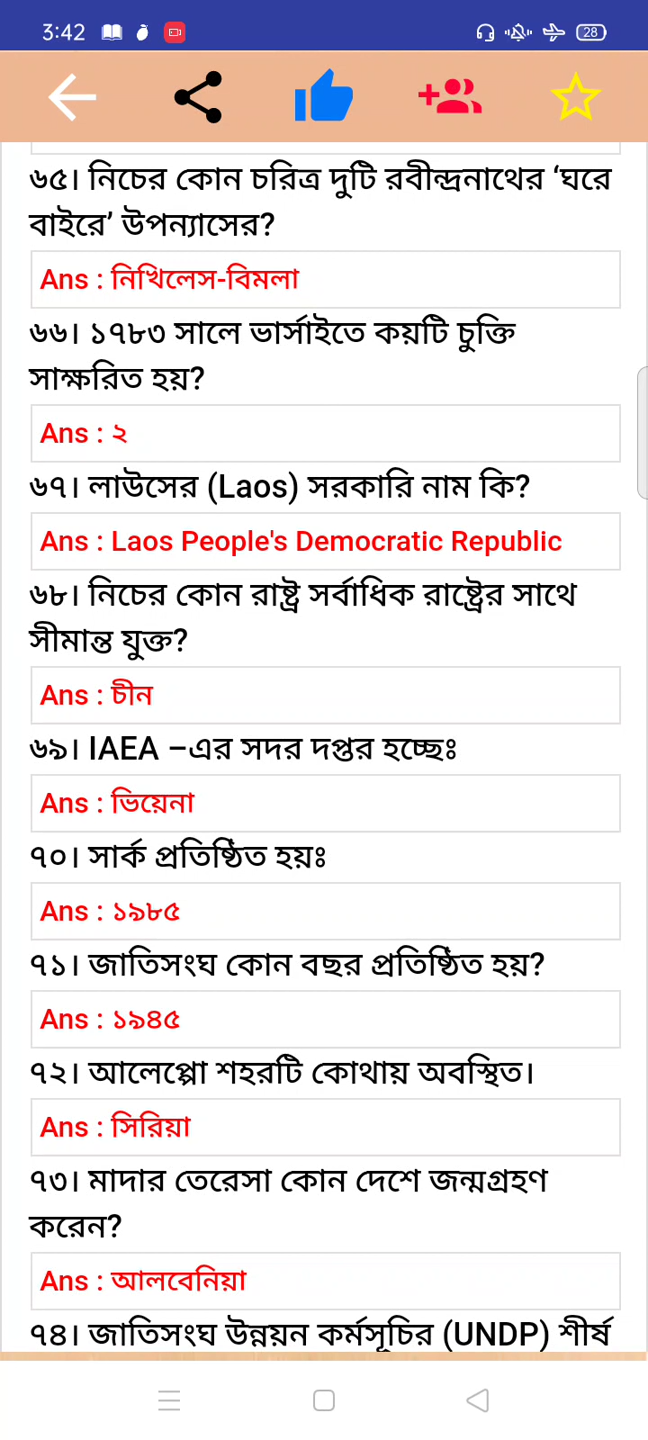 3:42
28
৬৫। নিচের কোন চরিত্র দুটি রবীন্দ্রনাথের ‘ঘরে
বাইরে’ উপন্যাসের?
Ans : নিখিলেস-বিমলা
৬৬। ১৭৮৩ সালে ভার্সাইতে কয়টি চুক্তি
সাক্ষরিত হয়?
Ans : ২
৬৭। লাউসের (Laos) সরকারি নাম কি?
Ans : Laos People's Democratic Republic
৬৮। নিচের কোন রাষ্ট্র সর্বাধিক রাষ্ট্রের সাথে
সীমান্ত যুক্ত?
Ans : চীন
৬৯। IAEA –এর সদর দপ্তর হচ্ছেঃ
Ans : ভিয়েনা
৭০। সার্ক প্রতিষ্ঠিত হয়ঃ
Ans : ১৯৮৫
৭১। জাতিসংঘ কোন বছর প্রতিষ্ঠিত হয়?
Ans : ১৯৪৫
৭২। আলেপ্পো শহরটি কোথায় অবস্থিত।
Ans : সিরিয়া
৭৩। মাদার তেরেসা কোন দেশে জন্মগ্রহণ
করেন?
Ans : আলবেনিয়া
৭৪। জাতিসংঘ উন্নয়ন কর্মসূচির (UNDP) শীর্ষ